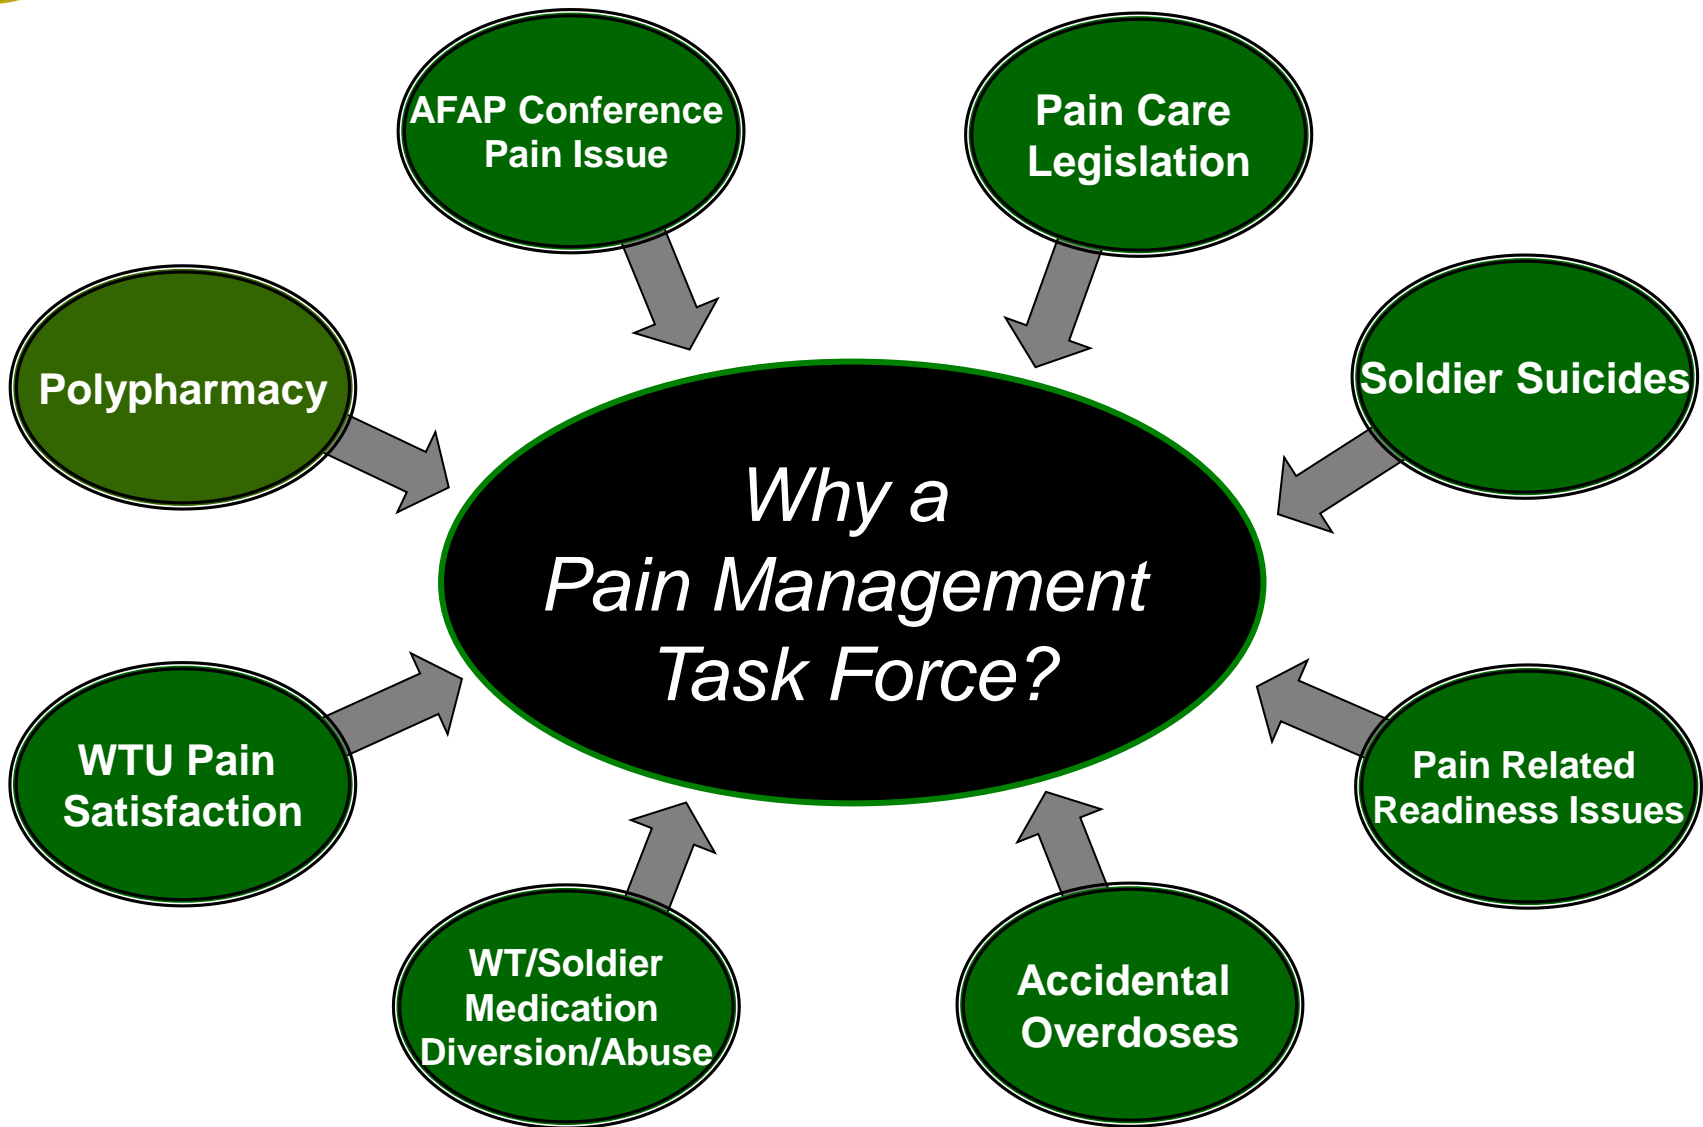 AFAP Conference
Pain Issue
Pain Care
Legislation
Polypharmacy
Soldier Suicides
Why a
Pain Management
Task Force?
WTU Pain
Satisfaction
Pain Related
Readiness Issues
WT/Soldier
Medication
Diversion/Abuse
Accidental
Overdoses